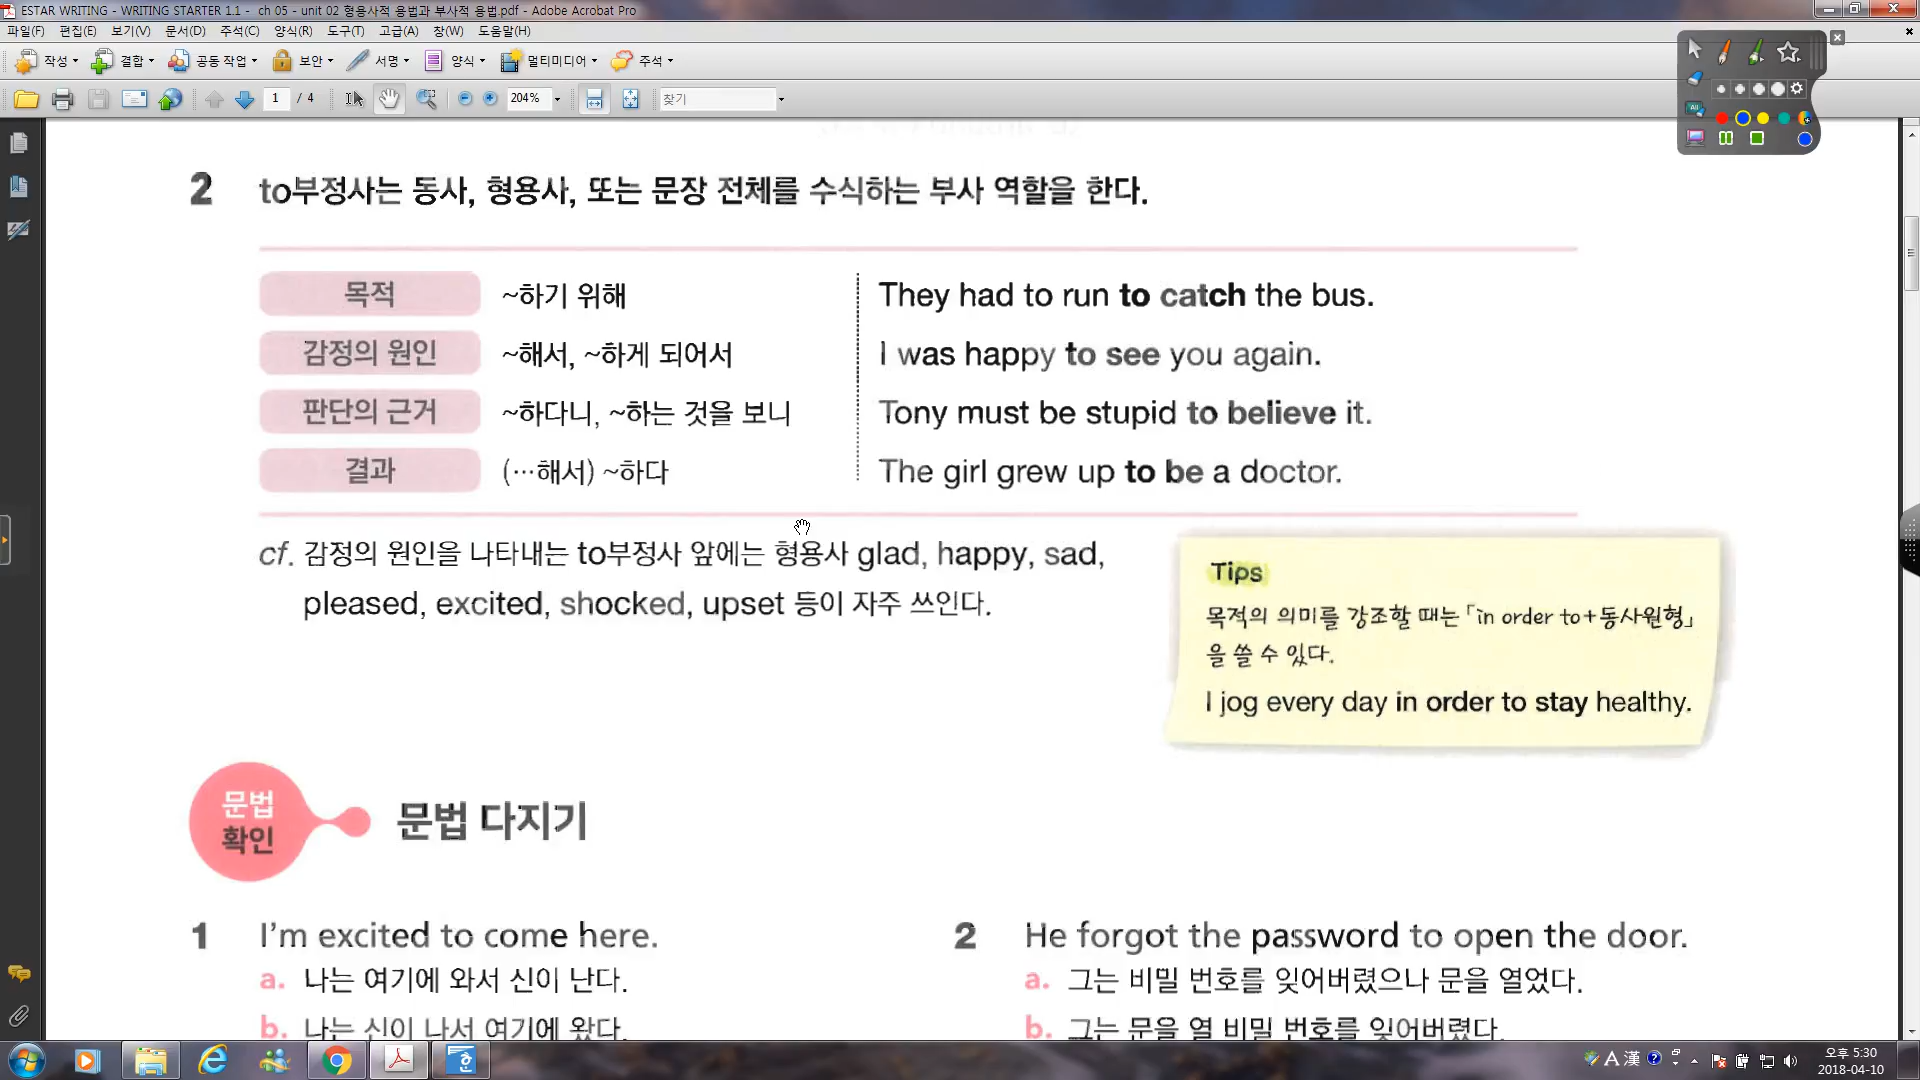 ESTAR WRITING - WRITING STARTER 1.1 - ch 05 - unit 02 형용사적 용법과 부사적 용법.pdf - Adobe Acrobat Pro
파일(F) 편집(E) 보기(V) 문서(D) 주석(C) 양식(R) 도구(T) 고급(A) 창(W) 도움말(H)
작성 결합 공동 작업 보안 서명 양식 멀티미디어 주석
1 / 4 204% 찾기
2 to부정사는 동사, 형용사, 또는 문장 전체를 수식하는 부사 역할을 한다.
목적 ~하기 위해 They had to run to catch the bus.
감정의 원인 ~해서, ~하게 되어서 I was happy to see you again.
판단의 근거 ~하다니, ~하는 것을 보니 Tony must be stupid to believe it.
결과 (…해서) ~하다 The girl grew up to be a doctor.
cf. 감정의 원인을 나타내는 to부정사 앞에는 형용사 glad, happy, sad,
pleased, excited, shocked, upset 등이 자주 쓰인다.
Tips
목적의 의미를 강조할 때는 「in order to+동사원형」
을 쓸 수 있다.
I jog every day in order to stay healthy.
문법
확인
문법 다지기
1 I'm excited to come here.
a. 나는 여기에 와서 신이 난다.
b. 나는 신이 나서 여기에 왔다.
2 He forgot the password to open the door.
a. 그는 비밀 번호를 잊어버렸으나 문을 열었다.
b. 그는 문을 열 비밀 번호를 잊어버렸다.
A 漢
오후 5:30
2018-04-10